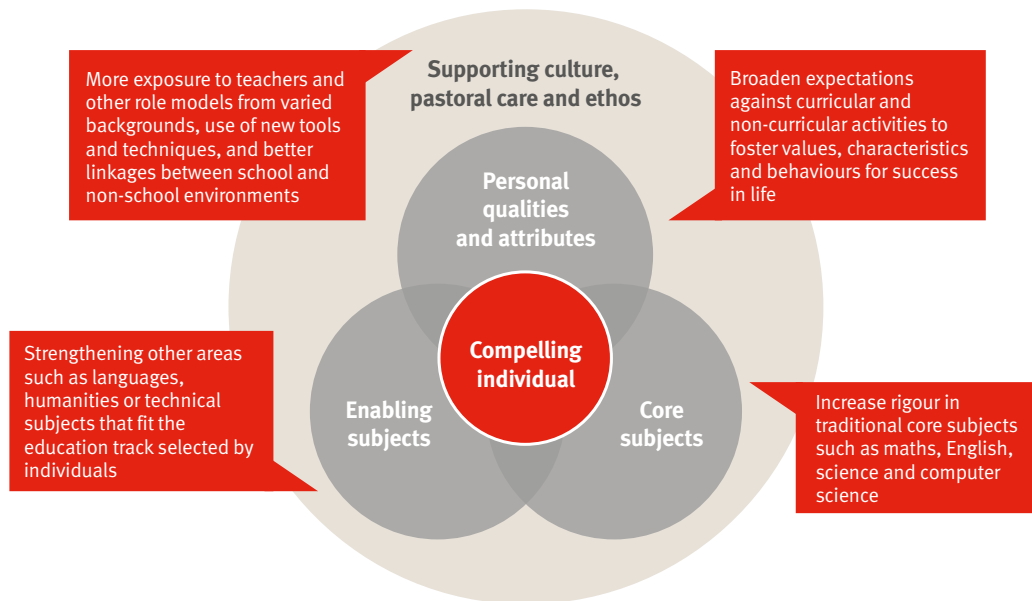 More exposure to teachers and
other role models from varied
backgrounds, use of new tools
and techniques, and better
linkages between school and
non-school environments
Supporting culture,
pastoral care and ethos
Broaden expectations
against curricular and
non-curricular activities to
foster values, characteristics
and behaviours for success
in life
Personal
qualities
and attributes
Compelling
individual
Strengthening other areas
such as languages,
humanities or technical
subjects that fit the
education track selected by
individuals
Enabling
subjects
Core
subjects
Increase rigour in
traditional core subjects
such as maths, English,
science and computer
science